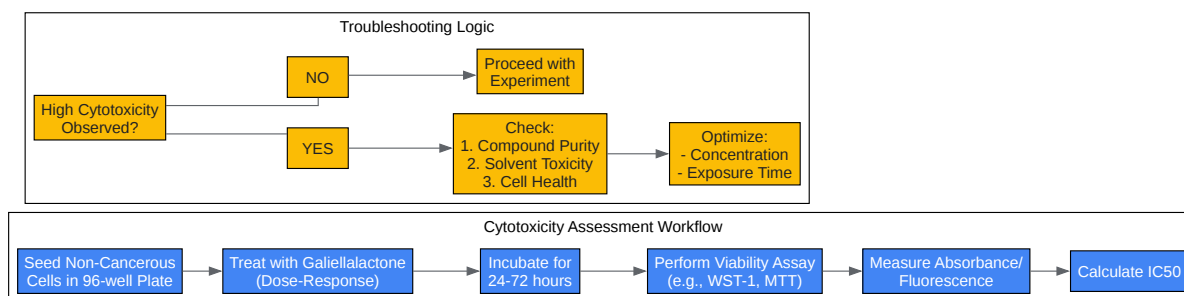 Troubleshooting Logic
High Cytotoxicity
Observed?
NO
Proceed with
Experiment
YES
Check:
1. Compound Purity
2. Solvent Toxicity
3. Cell Health
Optimize:
- Concentration
- Exposure Time
Cytotoxicity Assessment Workflow
Seed Non-Cancerous
Cells in 96-well Plate
Treat with Galiellalactone
(Dose-Response)
Incubate for
24-72 hours
Perform Viability Assay
(e.g., WST-1, MTT)
Measure Absorbance/
Fluorescence
Calculate IC50